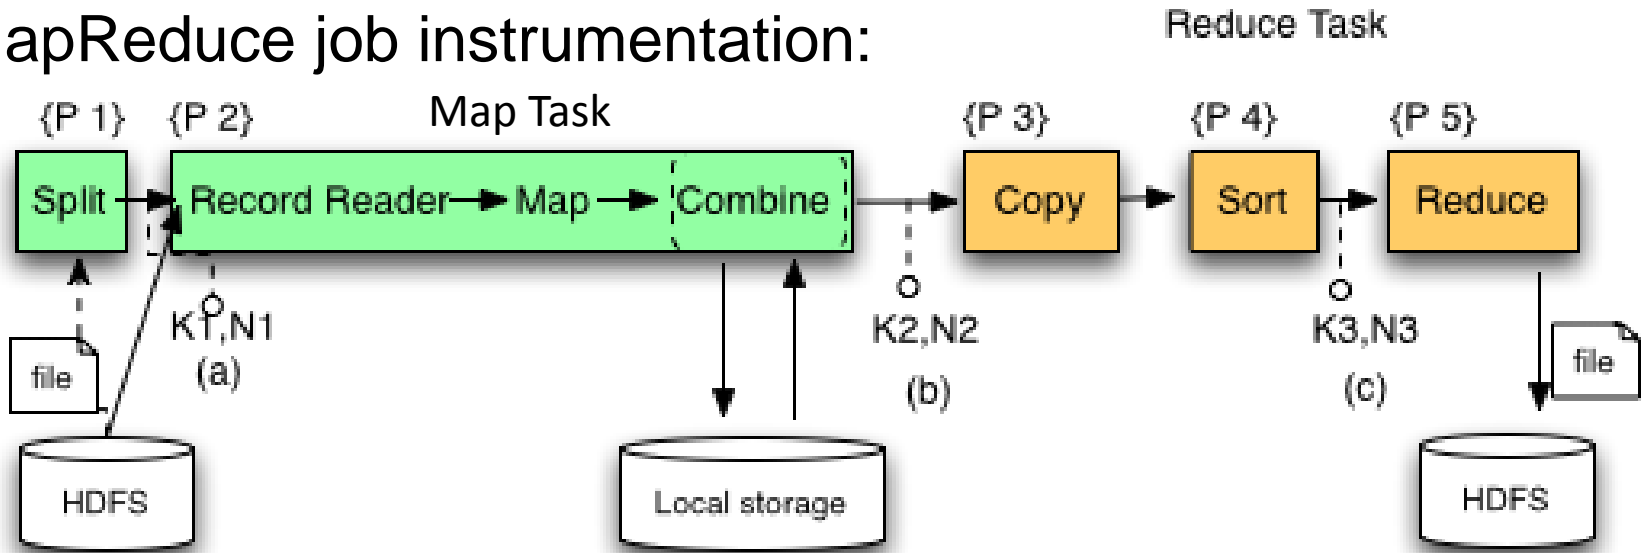 apReduce job instrumentation:
Reduce Task
Map Task
{P 1}
{P 2}
{P 3}
{P 4}
{P 5}
Split
Record Reader
Map
Combine
Copy
Sort
Reduce
K1,N1
(a)
K2,N2
(b)
K3,N3
(c)
file
file
HDFS
Local storage
HDFS